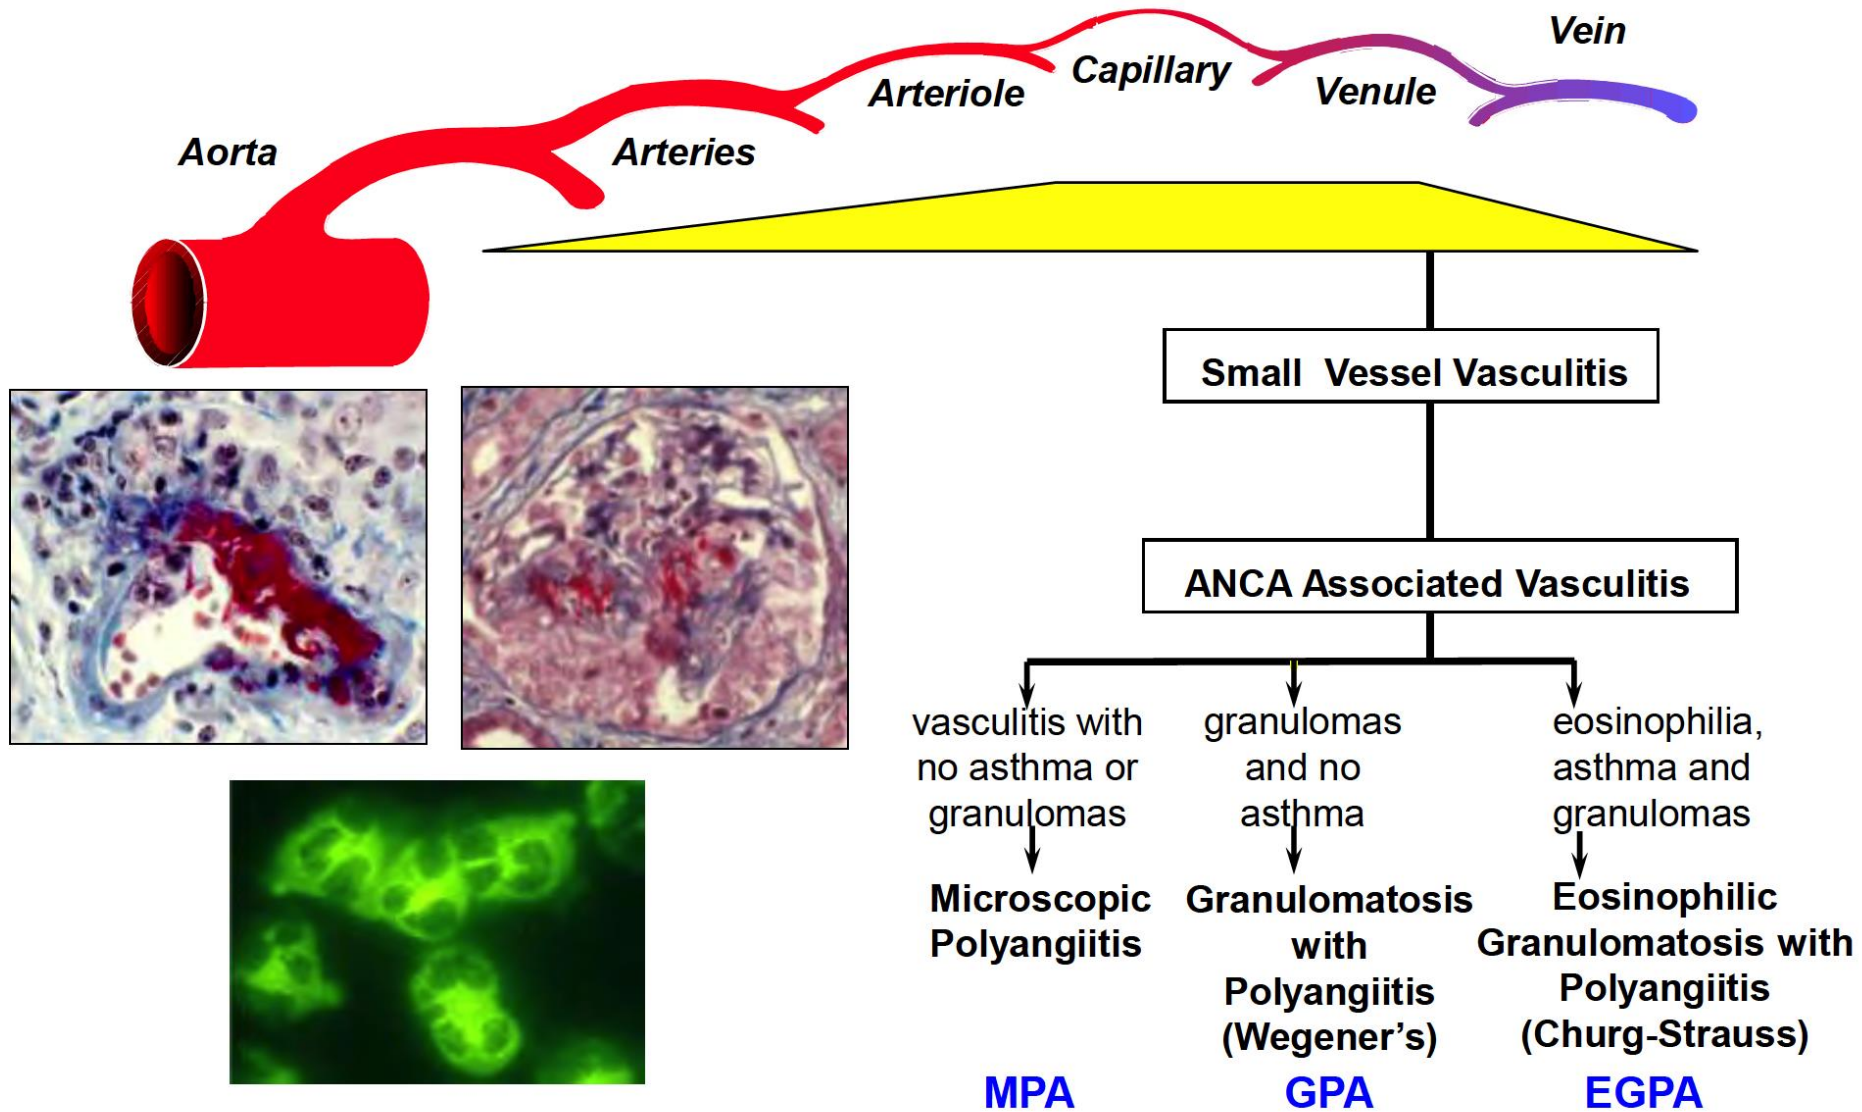 Aorta
Arteries
Arteriole
Capillary
Venule
Vein
Small Vessel Vasculitis
ANCA Associated Vasculitis
vasculitis with
no asthma or
granulomas
Microscopic
Polyangiitis
MPA
granulomas
and no
asthma
Granulomatosis
with
Polyangiitis
(Wegener’s)
GPA
eosinophilia,
asthma and
granulomas
Eosinophilic
Granulomatosis with
Polyangiitis
(Churg-Strauss)
EGPA